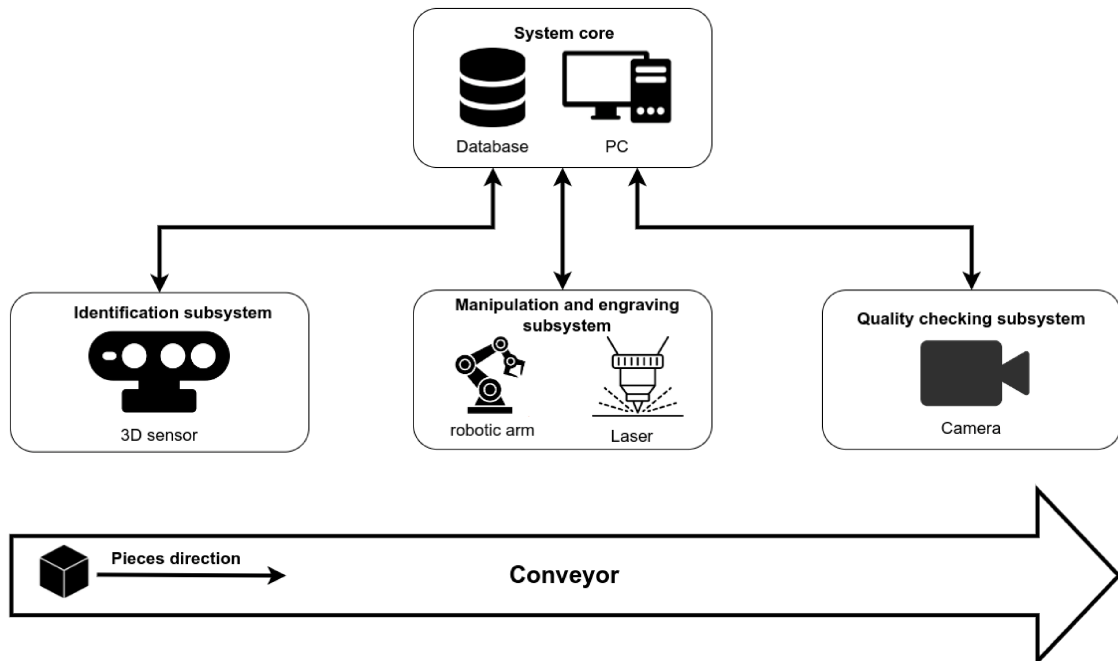 System core
Database
PC
Identification subsystem
3D sensor
Manipulation and engraving
subsystem
robotic arm
Laser
Quality checking subsystem
Camera
Pieces direction
Conveyor